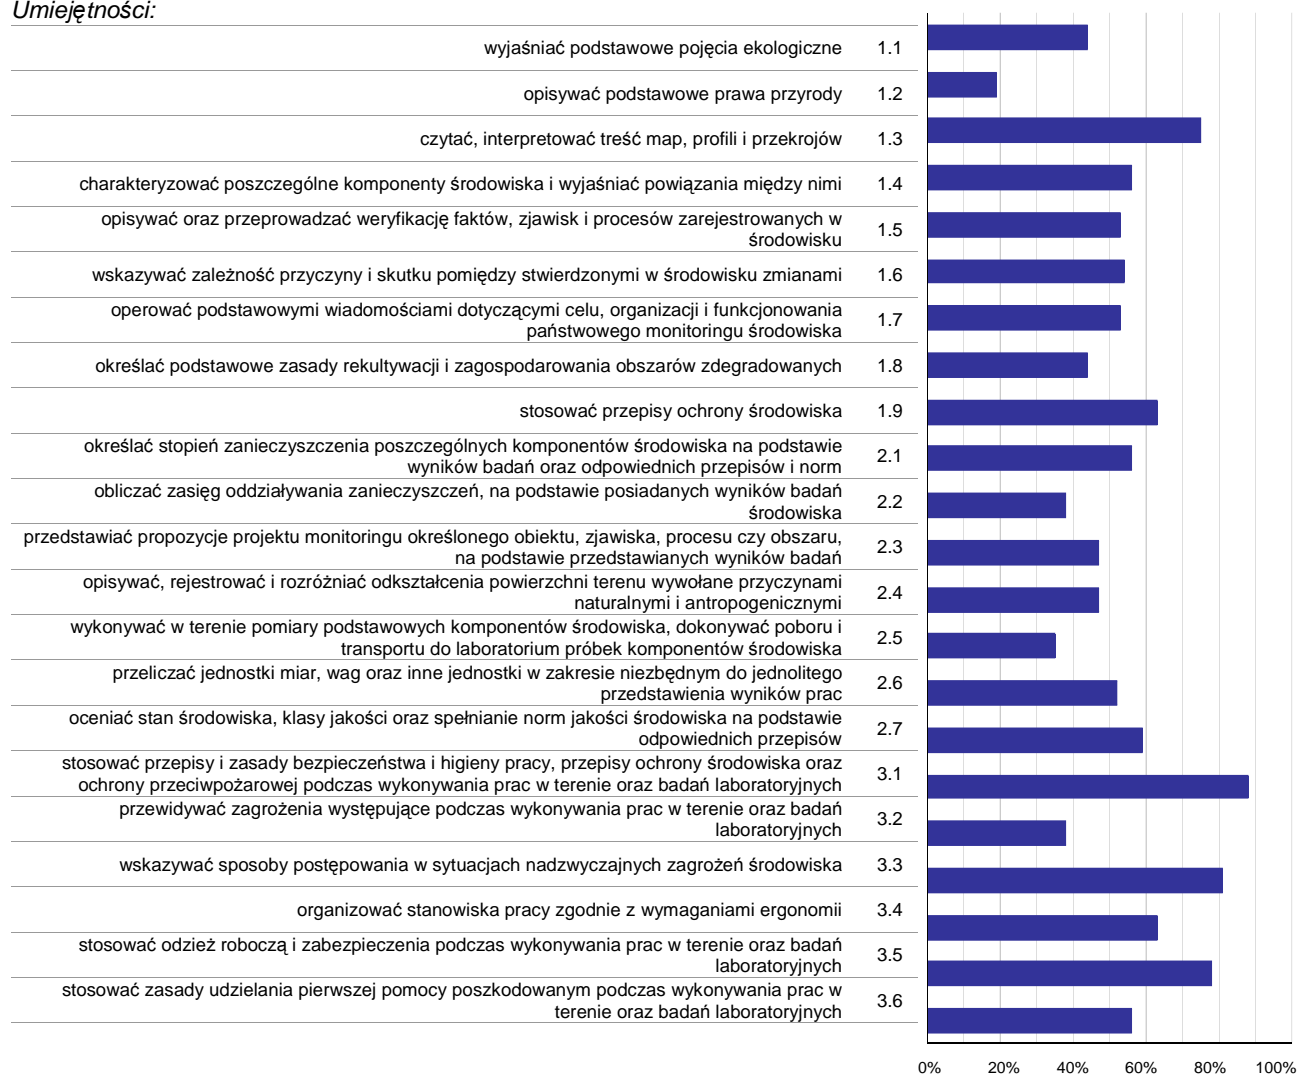 Umiejętności:
wyjaśniać podstawowe pojęcia ekologiczne 1.1
opisywać podstawowe prawa przyrody 1.2
czytać, interpretować treść map, profili i przekrojów 1.3
charakteryzować poszczególne komponenty środowiska i wyjaśniać powiązania między nimi 1.4
opisywać oraz przeprowadzać weryfikację faktów, zjawisk i procesów zarejestrowanych w
środowisku 1.5
wskazywać zależność przyczyny i skutku pomiędzy stwierdzonymi w środowisku zmianami 1.6
operować podstawowymi wiadomościami dotyczącymi celu, organizacji i funkcjonowania
państwowego monitoringu środowiska 1.7
określać podstawowe zasady rekultywacji i zagospodarowania obszarów zdegradowanych 1.8
stosować przepisy ochrony środowiska 1.9
określać stopień zanieczyszczenia poszczególnych komponentów środowiska na podstawie
wyników badań oraz odpowiednich przepisów i norm 2.1
obliczać zasięg oddziaływania zanieczyszczeń, na podstawie posiadanych wyników badań
środowiska 2.2
przedstawiać propozycje projektu monitoringu określonego obiektu, zjawiska, procesu czy obszaru,
na podstawie przedstawianych wyników badań 2.3
opisywać, rejestrować i rozróżniać odkształcenia powierzchni terenu wywołane przyczynami
naturalnymi i antropogenicznymi 2.4
wykonywać w terenie pomiary podstawowych komponentów środowiska, dokonywać poboru i
transportu do laboratorium próbek komponentów środowiska 2.5
przeliczać jednostki miar, wag oraz inne jednostki w zakresie niezbędnym do jednolitego
przedstawienia wyników prac 2.6
oceniać stan środowiska, klasy jakości oraz spełnianie norm jakości środowiska na podstawie
odpowiednich przepisów 2.7
stosować przepisy i zasady bezpieczeństwa i higieny pracy, przepisy ochrony środowiska oraz
ochrony przeciwpożarowej podczas wykonywania prac w terenie oraz badań laboratoryjnych 3.1
przewidywać zagrożenia występujące podczas wykonywania prac w terenie oraz badań
laboratoryjnych 3.2
wskazywać sposoby postępowania w sytuacjach nadzwyczajnych zagrożeń środowiska 3.3
organizować stanowiska pracy zgodnie z wymaganiami ergonomii 3.4
stosować odzież roboczą i zabezpieczenia podczas wykonywania prac w terenie oraz badań
laboratoryjnych 3.5
stosować zasady udzielania pierwszej pomocy poszkodowanym podczas wykonywania prac w
terenie oraz badań laboratoryjnych 3.6
0% 20% 40% 60% 80% 100%